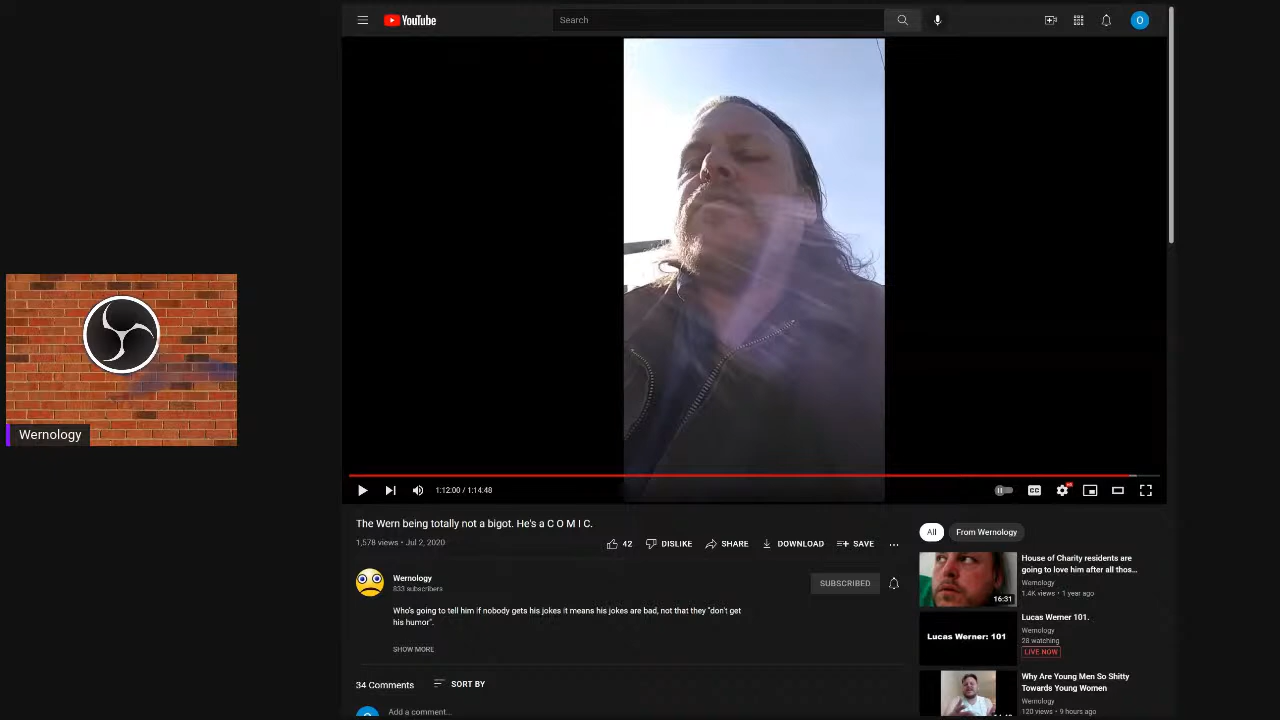 YouTube
Search
O
Wernology
1:12:00 / 1:14:48
CC
The Wern being totally not a bigot. He's a C O M I C.
1,578 views • Jul 2, 2020
42
DISLIKE
SHARE
DOWNLOAD
SAVE
Wernology
833 subscribers
SUBSCRIBED
Who's going to tell him if nobody gets his jokes it means his jokes are bad, not that they "don't get
his humor".
SHOW MORE
34 Comments
SORT BY
Add a comment...
All
From Wernology
House of Charity residents are
going to love him after all thos...
Wernology
1.4K views • 1 year ago
16:31
Lucas Werner: 101
Lucas Werner 101.
Wernology
28 watching
LIVE NOW
Why Are Young Men So Shitty
Towards Young Women
Wernology
120 views • 9 hours ago